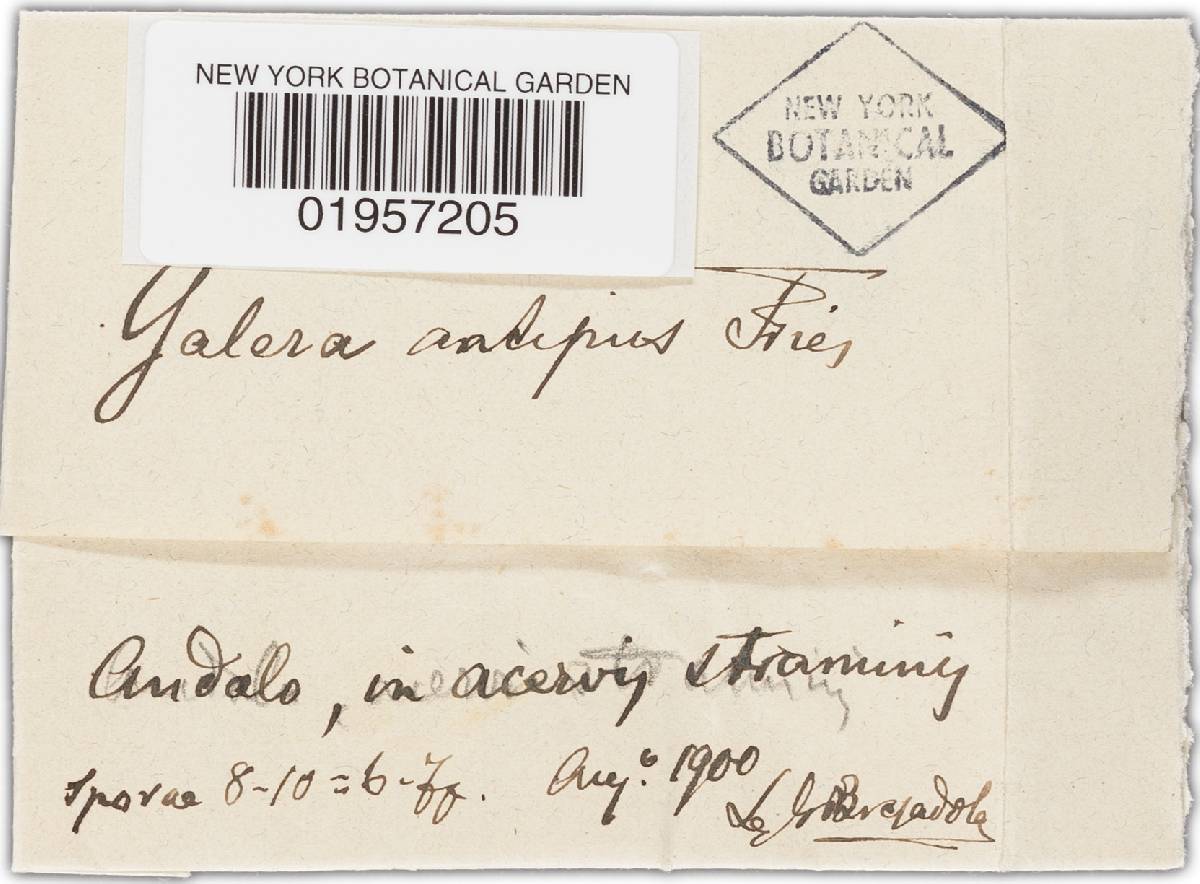 NEW YORK BOTANICAL GARDEN
01957205
NEW YORK
BOTANICAL
GARDEN
Galera antipus Fries
Andalo, in acervis straminis
Sporae 8-10 = 6-7 µ. Aug.º 1900
Bresadola